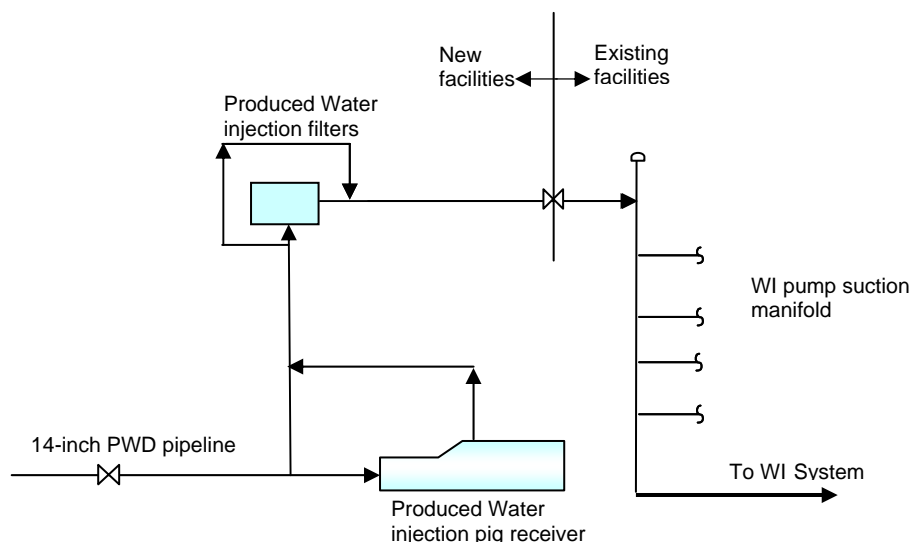 New
facilities
Existing
facilities
Produced Water
injection filters
WI pump suction
manifold
14-inch PWD pipeline
To WI System
Produced Water
injection pig receiver